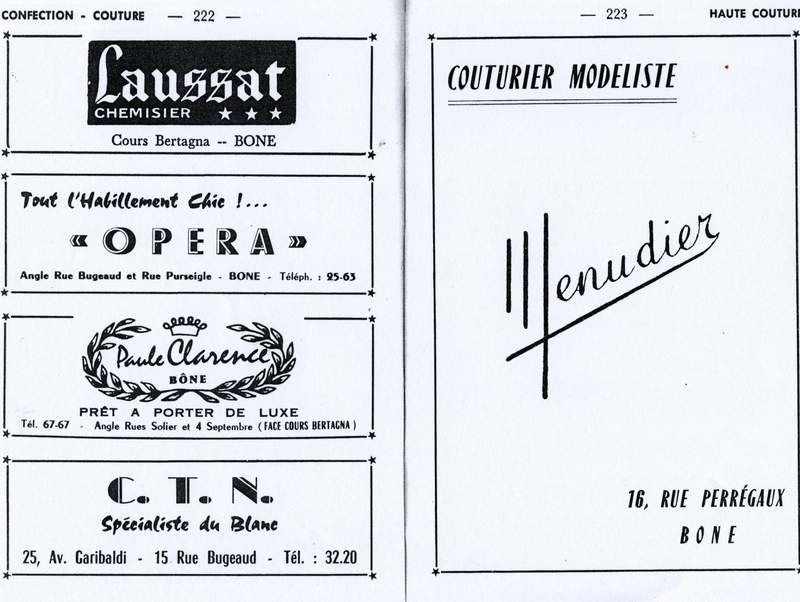 CONFECTION - COUTURE — 222 —
Laussat
CHEMISIER ★ ★ ★
Cours Bertagna -- BONE
Tout l'Habillement Chic !...
« OPERA »
Angle Rue Bugeaud et Rue Purseigle - BONE - Téléph. : 25-63
Paule Clarence
BÔNE
PRÊT A PORTER DE LUXE
Tél. 67-67 - Angle Rues Solier et 4 Septembre (FACE COURS BERTAGNA)
C. T. N.
Spécialiste du Blanc
25, Av. Garibaldi - 15 Rue Bugeaud - Tél. : 32.20
— 223 — HAUTE COUTURE
COUTURIER MODELISTE
Menudier
16, RUE PERRÉGAUX
BONE